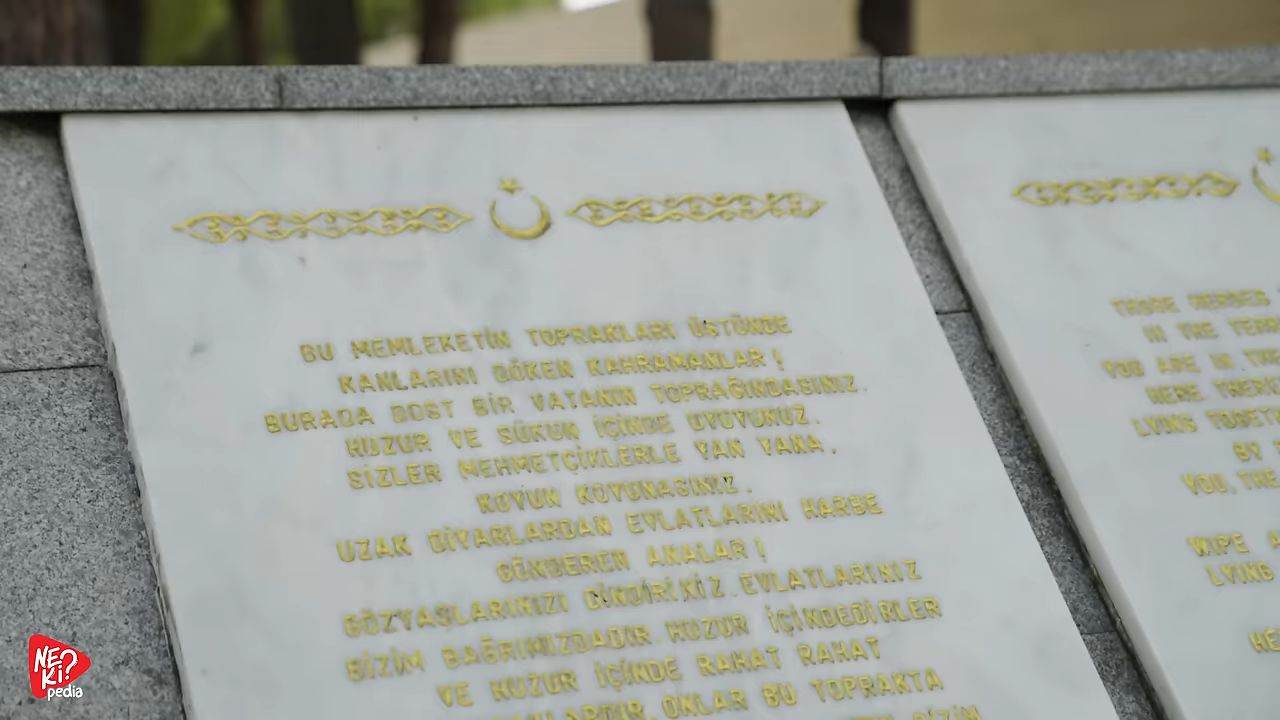 BU MEMLEKETİN TOPRAKLARI ÜSTÜNDE
KANLARINI DÖKEN KAHRAMANLAR!
BURADA DOST BİR VATANIN TOPRAĞINDASINIZ.
HUZUR VE SÜKUN İÇİNDE UYUYUNUZ.
SİZLER MEHMETÇİKLERLE YAN YANA,
KOYUN KOYUNASINIZ.
UZAK DİYARLARDAN EVLATLARINI HARBE
GÖNDEREN ANALAR!
GÖZYAŞLARINIZI DİNDİRİNİZ. EVLATLARINIZ
BİZİM BAĞRIMIZDADIR. HUZUR İÇİNDEDİRLER
VE HUZUR İÇİNDE RAHAT RAHAT
ONLAR BU TOPRAKTA
BİZİM
THOSE HEROES
IN THE
YOU ARE IN THE
HERE
LYING
BY
YOU, THE
WIPE
LYING
NE
Kİ?
pedia